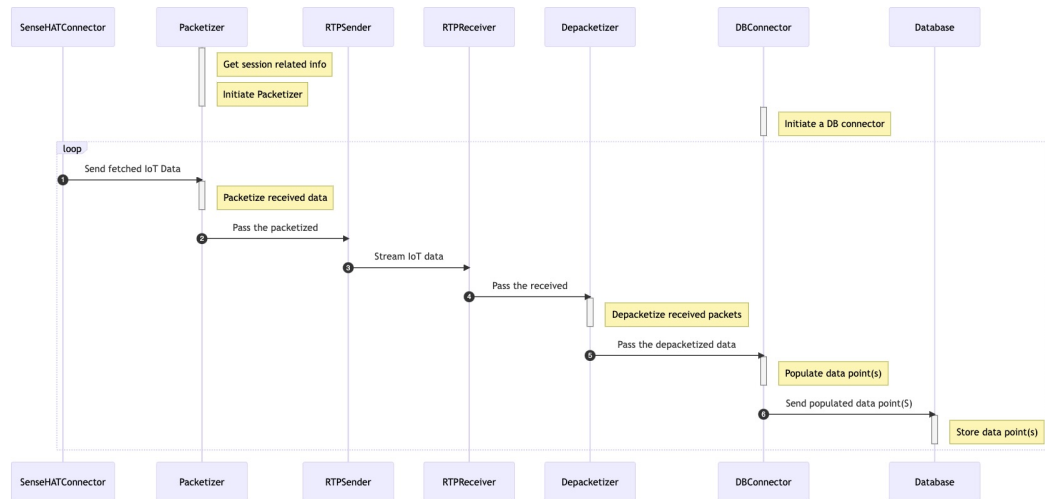 SenseHATConnector
Packetizer
RTPSender
RTPReceiver
Depacketizer
DBConnector
Database
Get session related info
Initiate Packetizer
Initiate a DB connector
loop
Send fetched IoT Data
1
Packetize received data
Pass the packetized
2
Stream IoT data
3
Pass the received
4
Depacketize received packets
Pass the depacketized data
5
Populate data point(s)
Send populated data point(S)
6
Store data point(s)
SenseHATConnector
Packetizer
RTPSender
RTPReceiver
Depacketizer
DBConnector
Database